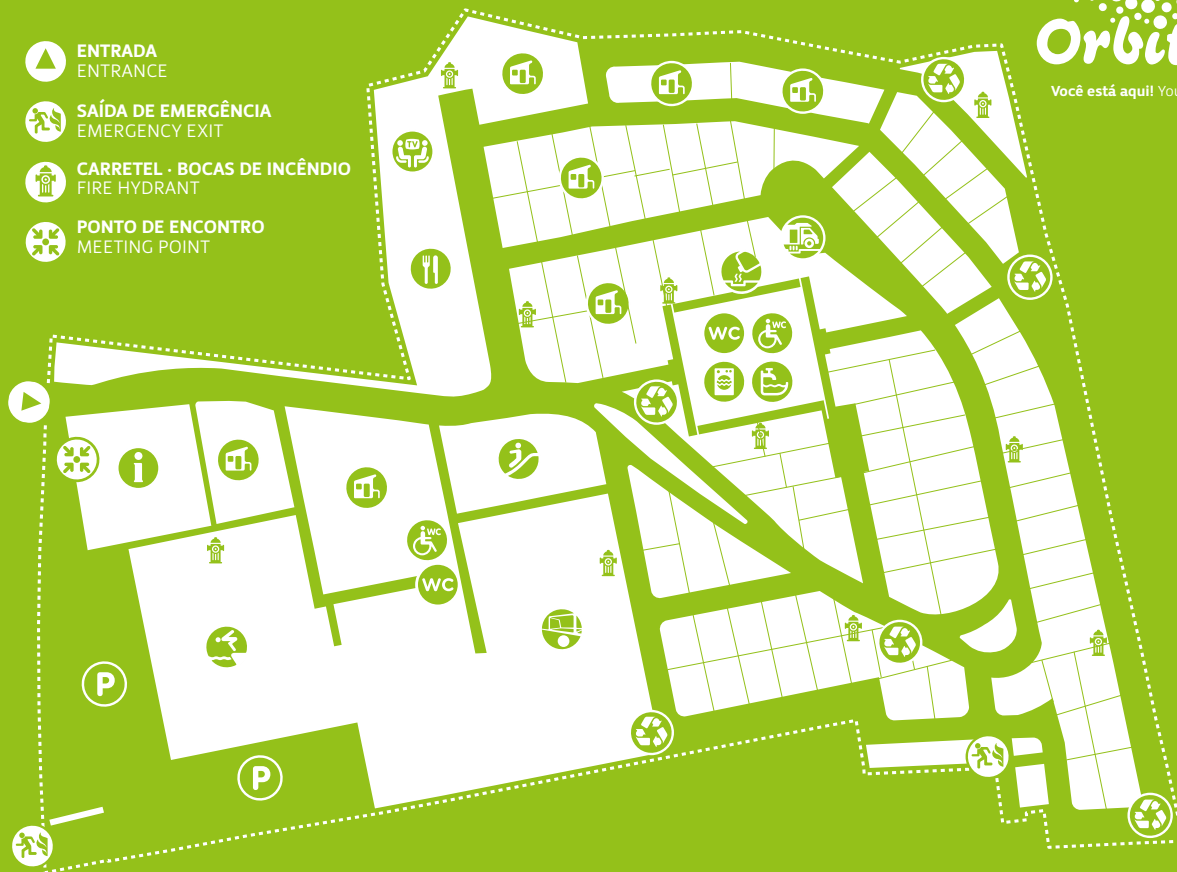 ENTRADA
ENTRANCE
SAÍDA DE EMERGÊNCIA
EMERGENCY EXIT
CARRETEL · BOCAS DE INCÊNDIO
FIRE HYDRANT
PONTO DE ENCONTRO
MEETING POINT
Você está aqui!
TV
WC
WC
i
WC
WC
P
P